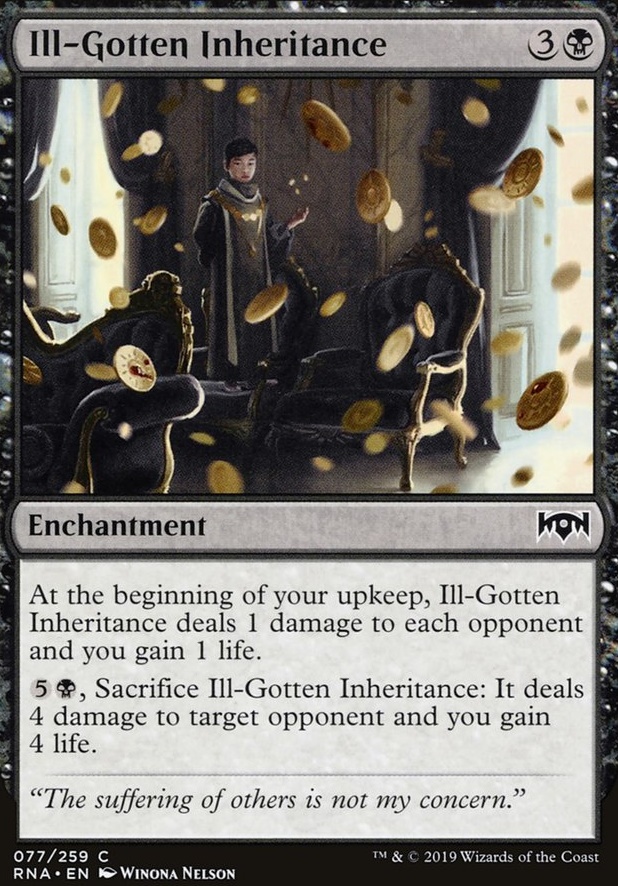 Ill-Gotten Inheritance 3
Enchantment
At the beginning of your upkeep, Ill-Gotten
Inheritance deals 1 damage to each opponent
and you gain 1 life.
5 , Sacrifice Ill-Gotten Inheritance: It deals
4 damage to target opponent and you gain
4 life.
“The suffering of others is not my concern.”
077/259 C
RNA • EN Winona Nelson
™ & © 2019 Wizards of the Coast